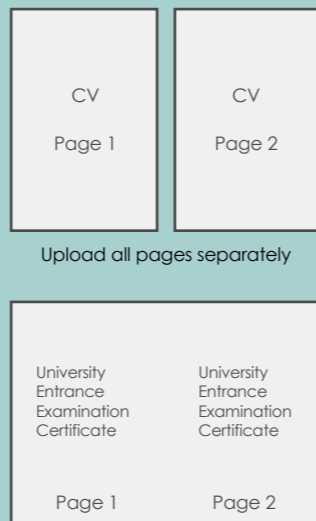 CV
Page 1
CV
Page 2
Upload all pages separately
University
Entrance
Examination
Certificate
Page 1
University
Entrance
Examination
Certificate
Page 2